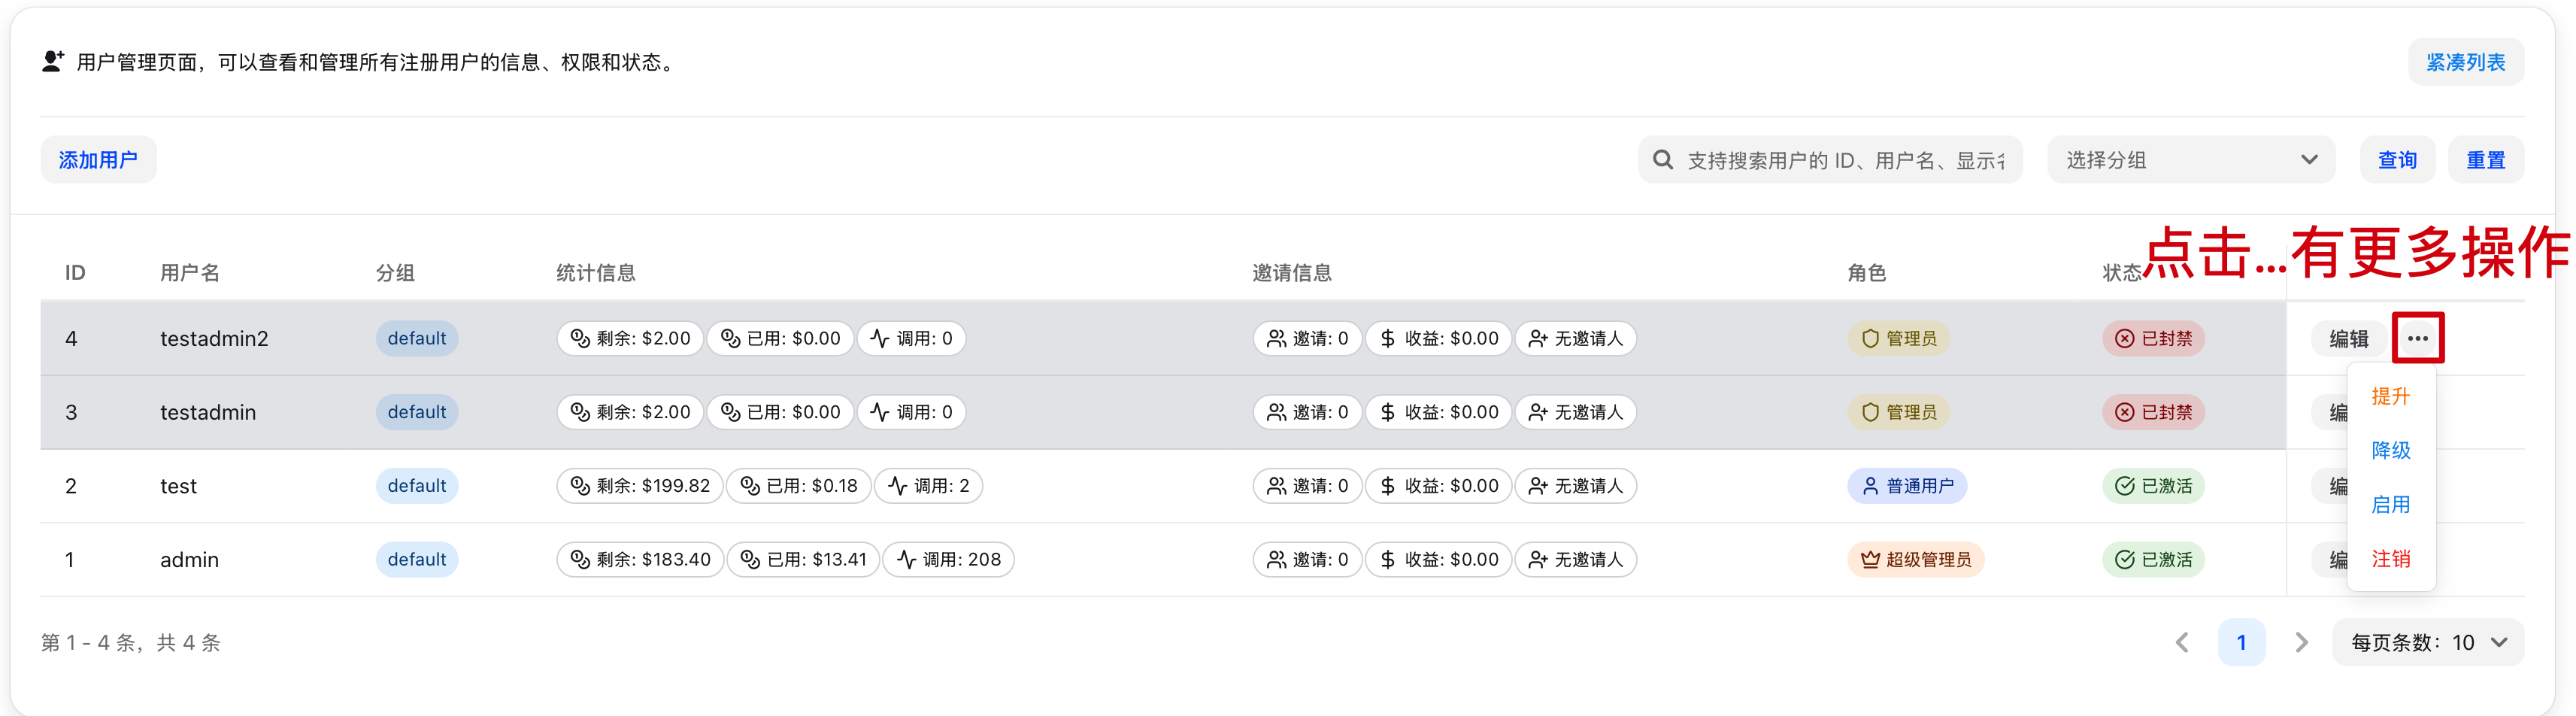 用户管理页面，可以查看和管理所有注册用户的信息、权限和状态。 紧凑列表
添加用户 支持搜索用户的 ID、用户名、显示名 选择分组 查询 重置
点击...有更多操作
ID 用户名 分组 统计信息 邀请信息 角色 状态
4 testadmin2 default 剩余: $2.00 已用: $0.00 调用: 0 邀请: 0 收益: $0.00 无邀请人 管理员 已封禁 编辑 •••
3 testadmin default 剩余: $2.00 已用: $0.00 调用: 0 邀请: 0 收益: $0.00 无邀请人 管理员 已封禁 编
2 test default 剩余: $199.82 已用: $0.18 调用: 2 邀请: 0 收益: $0.00 无邀请人 普通用户 已激活 编
1 admin default 剩余: $183.40 已用: $13.41 调用: 208 邀请: 0 收益: $0.00 无邀请人 超级管理员 已激活 编
提升
降级
启用
注销
第 1 - 4 条，共 4 条 1 每页条数：10